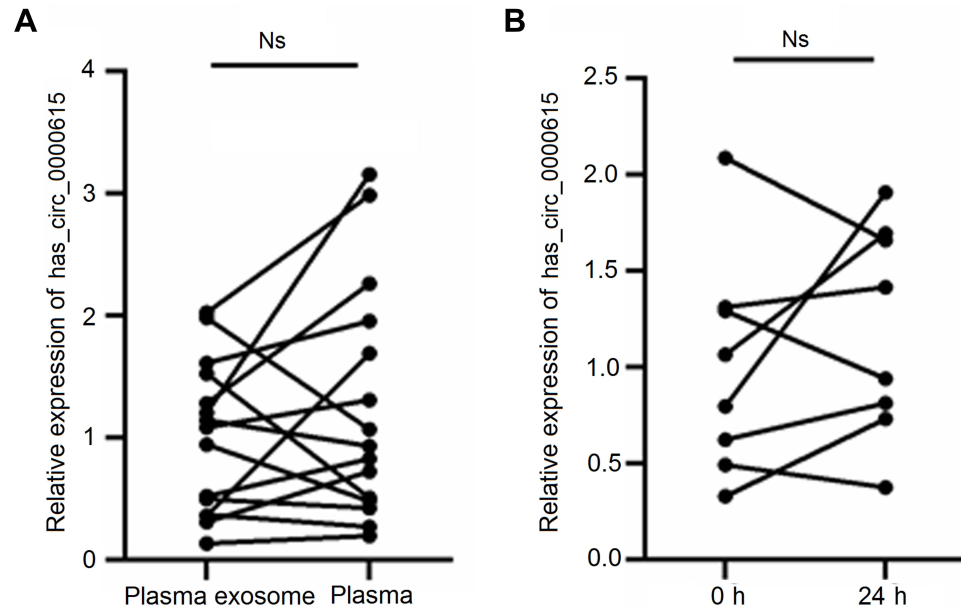 A
Ns
Relative expression of has_circ_0000615
4
3
2
1
0
Plasma exosome Plasma
B
Ns
Relative expression of has_circ_0000615
2.5
2.0
1.5
1.0
0.5
0.0
0 h 24 h